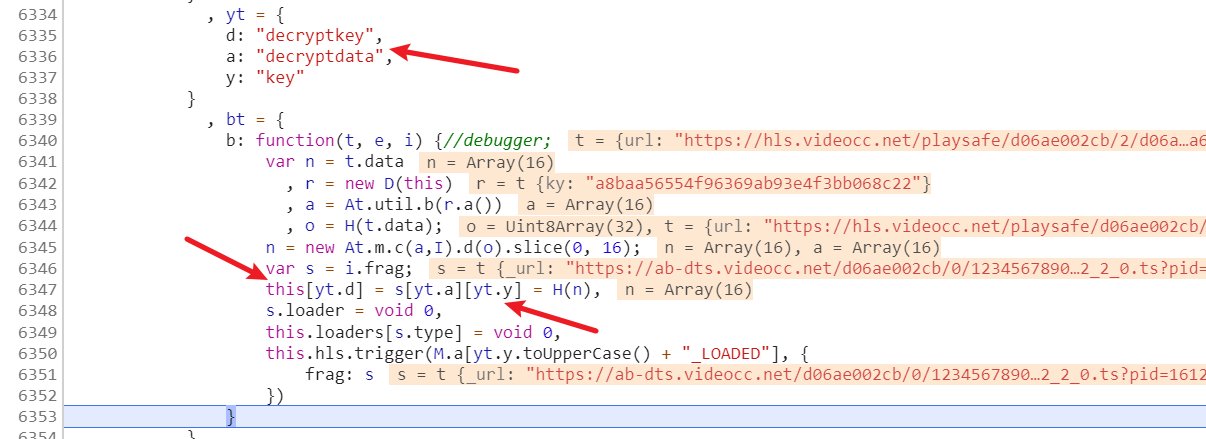 6334 , yt = {
6335 d: "decryptkey",
6336 a: "decryptdata",
6337 y: "key"
6338 }
6339 , bt = {
6340 b: function(t, e, i) {//debugger; t = {url: "https://hls.videocc.net/playsafe/d06ae002cb/2/d06a…a6
6341 var n = t.data n = Array(16)
6342 , r = new D(this) r = t {ky: "a8baa56554f96369ab93e4f3bb068c22"}
6343 , a = At.util.b(r.a()) a = Array(16)
6344 , o = H(t.data); o = Uint8Array(32), t = {url: "https://hls.videocc.net/playsafe/d06ae002cb/
6345 n = new At.m.c(a,I).d(o).slice(0, 16); n = Array(16), a = Array(16)
6346 var s = i.frag; s = t {_url: "https://ab-dts.videocc.net/d06ae002cb/0/1234567890…2_2_0.ts?pid=
6347 this[yt.d] = s[yt.a][yt.y] = H(n), n = Array(16)
6348 s.loader = void 0,
6349 this.loaders[s.type] = void 0,
6350 this.hls.trigger(M.a[yt.y.toUpperCase() + "_LOADED"], {
6351 frag: s s = t {_url: "https://ab-dts.videocc.net/d06ae002cb/0/1234567890…2_2_0.ts?pid=1612
6352 })
6353 }
6354 }